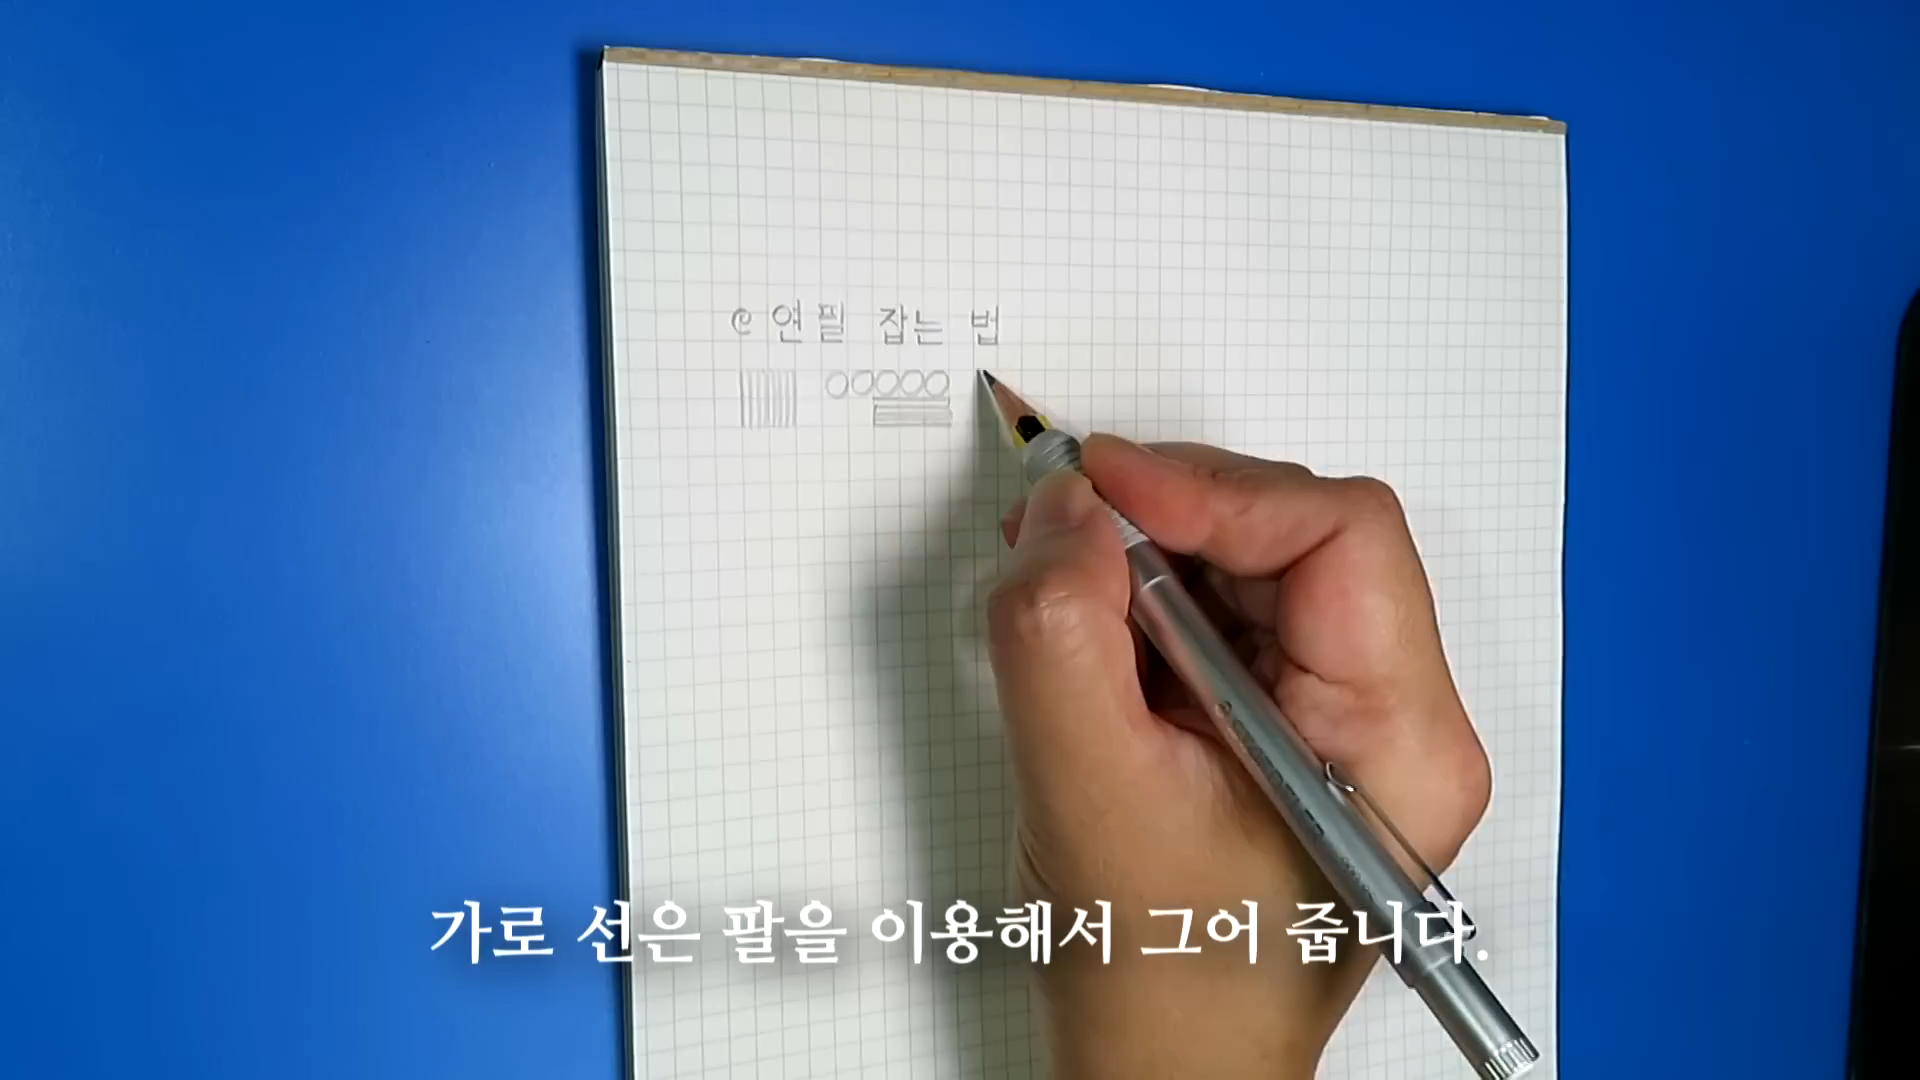 연필 잡는 법
가로 선은 팔을 이용해서 그어 줍니다.